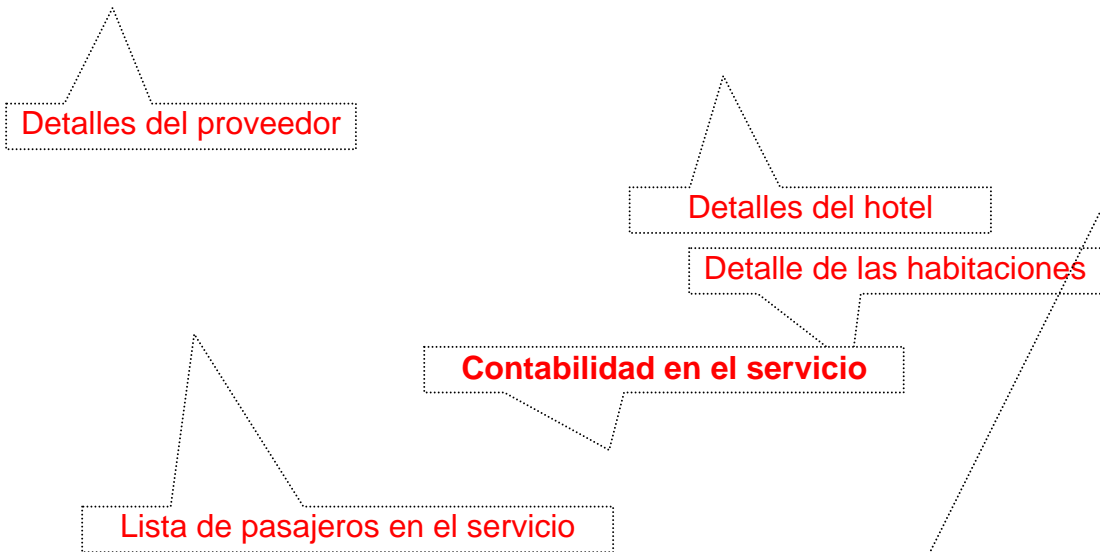 Detalles del proveedor
Detalles del hotel
Detalle de las habitaciones
Contabilidad en el servicio
Lista de pasajeros en el servicio